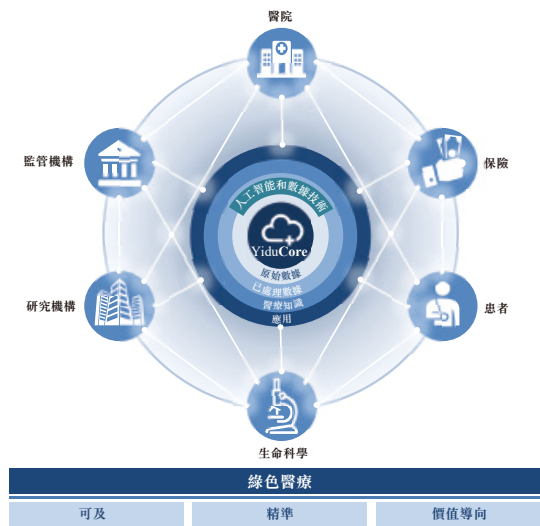 醫院
監管機構
保險
人工智能和數據技術
YiduCore
原始數據
已處理數據
醫療知識
應用
研究機構
患者
生命科學
綠色醫療
可及
精準
價值導向